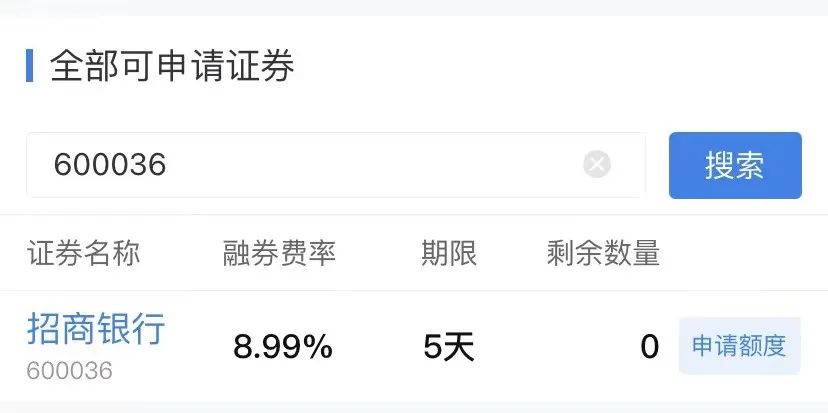 全部可申请证券
600036 搜索
证券名称 融券费率 期限 剩余数量
招商银行 8.99% 5天 0 申请额度
600036